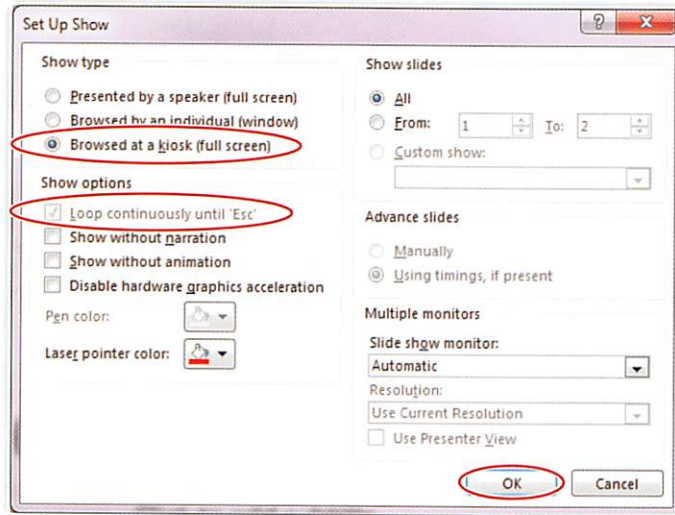 Set Up Show
Show type
Presented by a speaker (full screen)
Browsed by an individual (window)
Browsed at a kiosk (full screen)
Show options
Loop continuously until 'Esc'
Show without narration
Show without animation
Disable hardware graphics acceleration
Pen color:
Laser pointer color:
Show slides
All
From: 1 To: 2
Custom show:
Advance slides
Manually
Using timings, if present
Multiple monitors
Slide show monitor:
Automatic
Resolution:
Use Current Resolution
Use Presenter View
OK Cancel